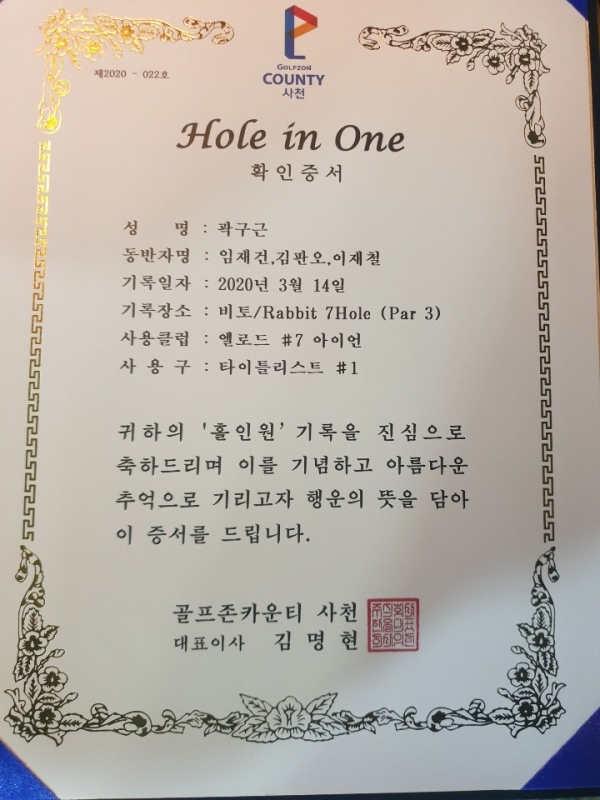 GOLFZON
COUNTY
사천
제2020 - 022호
Hole in One
확인증서
성 명 : 곽구근
동반자명 : 임재건,김판오,이재철
기록일자 : 2020년 3월 14일
기록장소 : 비토/Rabbit 7Hole (Par 3)
사용클럽 : 엘로드 #7 아이언
사 용 구 : 타이틀리스트 #1
귀하의 '홀인원' 기록을 진심으로
축하드리며 이를 기념하고 아름다운
추억으로 기리고자 행운의 뜻을 담아
이 증서를 드립니다.
골프존카운티 사천
대표이사 김명현